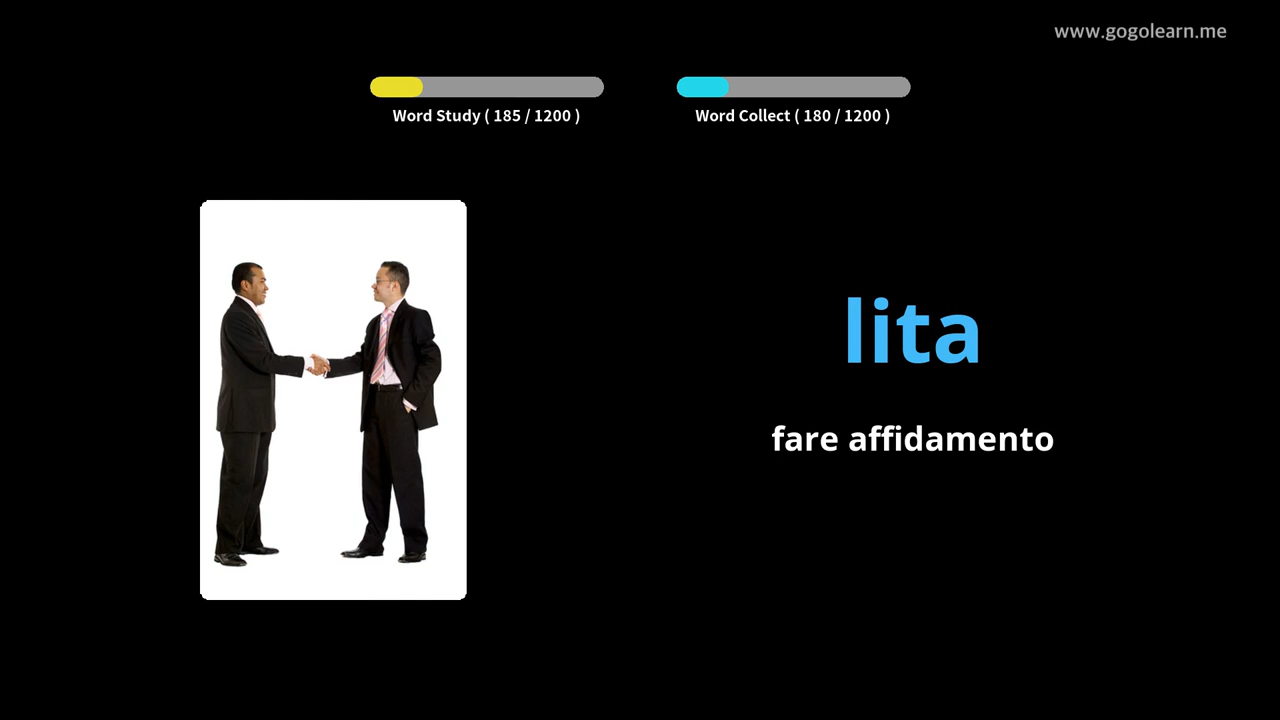 www.gogolearn.me
Word Study ( 185 / 1200 )
Word Collect ( 180 / 1200 )
lita
fare affidamento